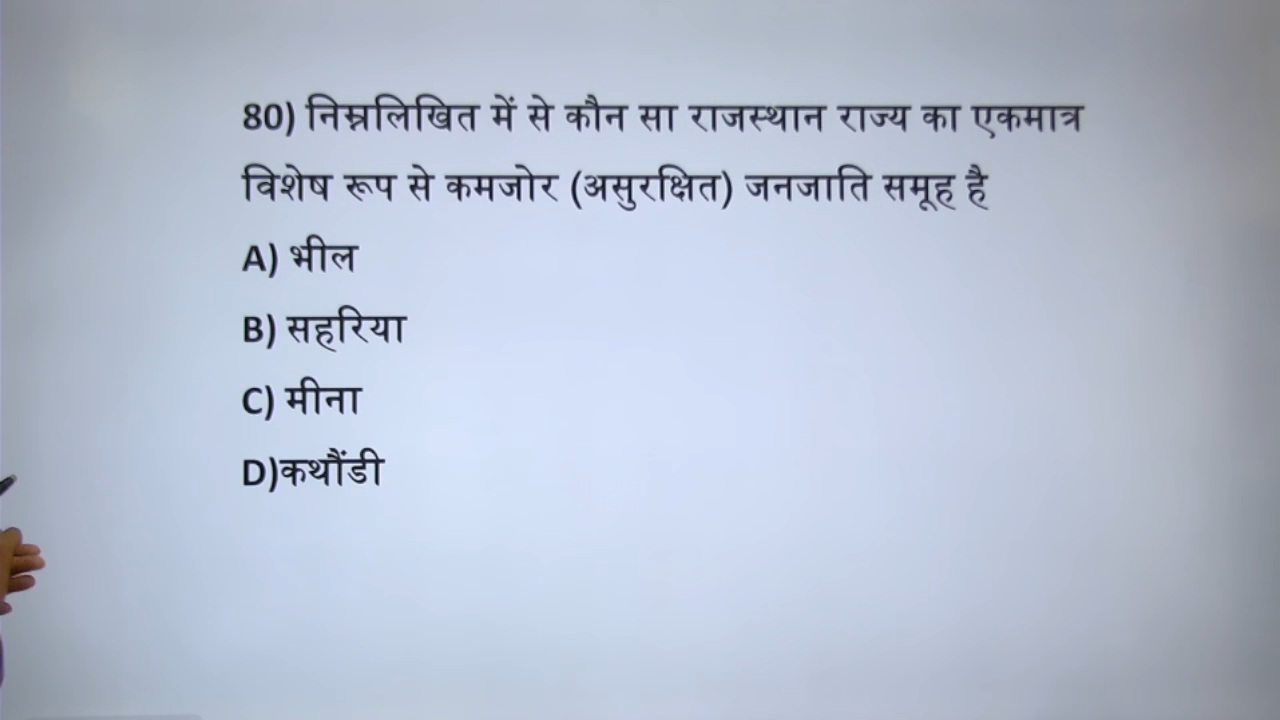 80) निम्नलिखित में से कौन सा राजस्थान राज्य का एकमात्र
विशेष रूप से कमजोर (असुरक्षित) जनजाति समूह है
A) भील
B) सहरिया
C) मीना
D)कथौंडी